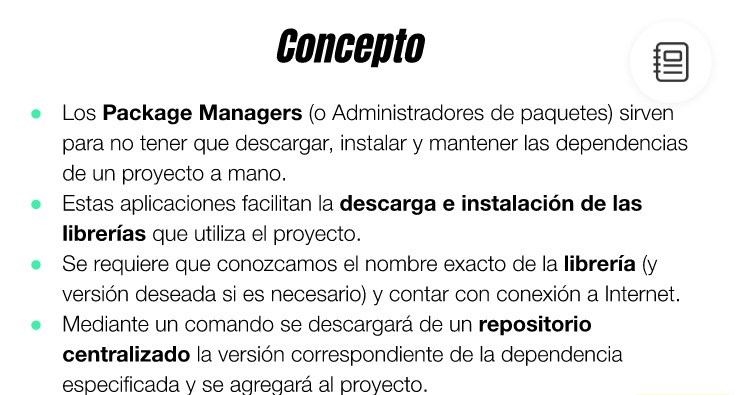 Concepto
Los Package Managers (o Administradores de paquetes) sirven
para no tener que descargar, instalar y mantener las dependencias
de un proyecto a mano.
Estas aplicaciones facilitan la descarga e instalación de las
librerías que utiliza el proyecto.
Se requiere que conozcamos el nombre exacto de la librería (y
versión deseada si es necesario) y contar con conexión a Internet.
Mediante un comando se descargará de un repositorio
centralizado la versión correspondiente de la dependencia
especificada y se agregará al proyecto.